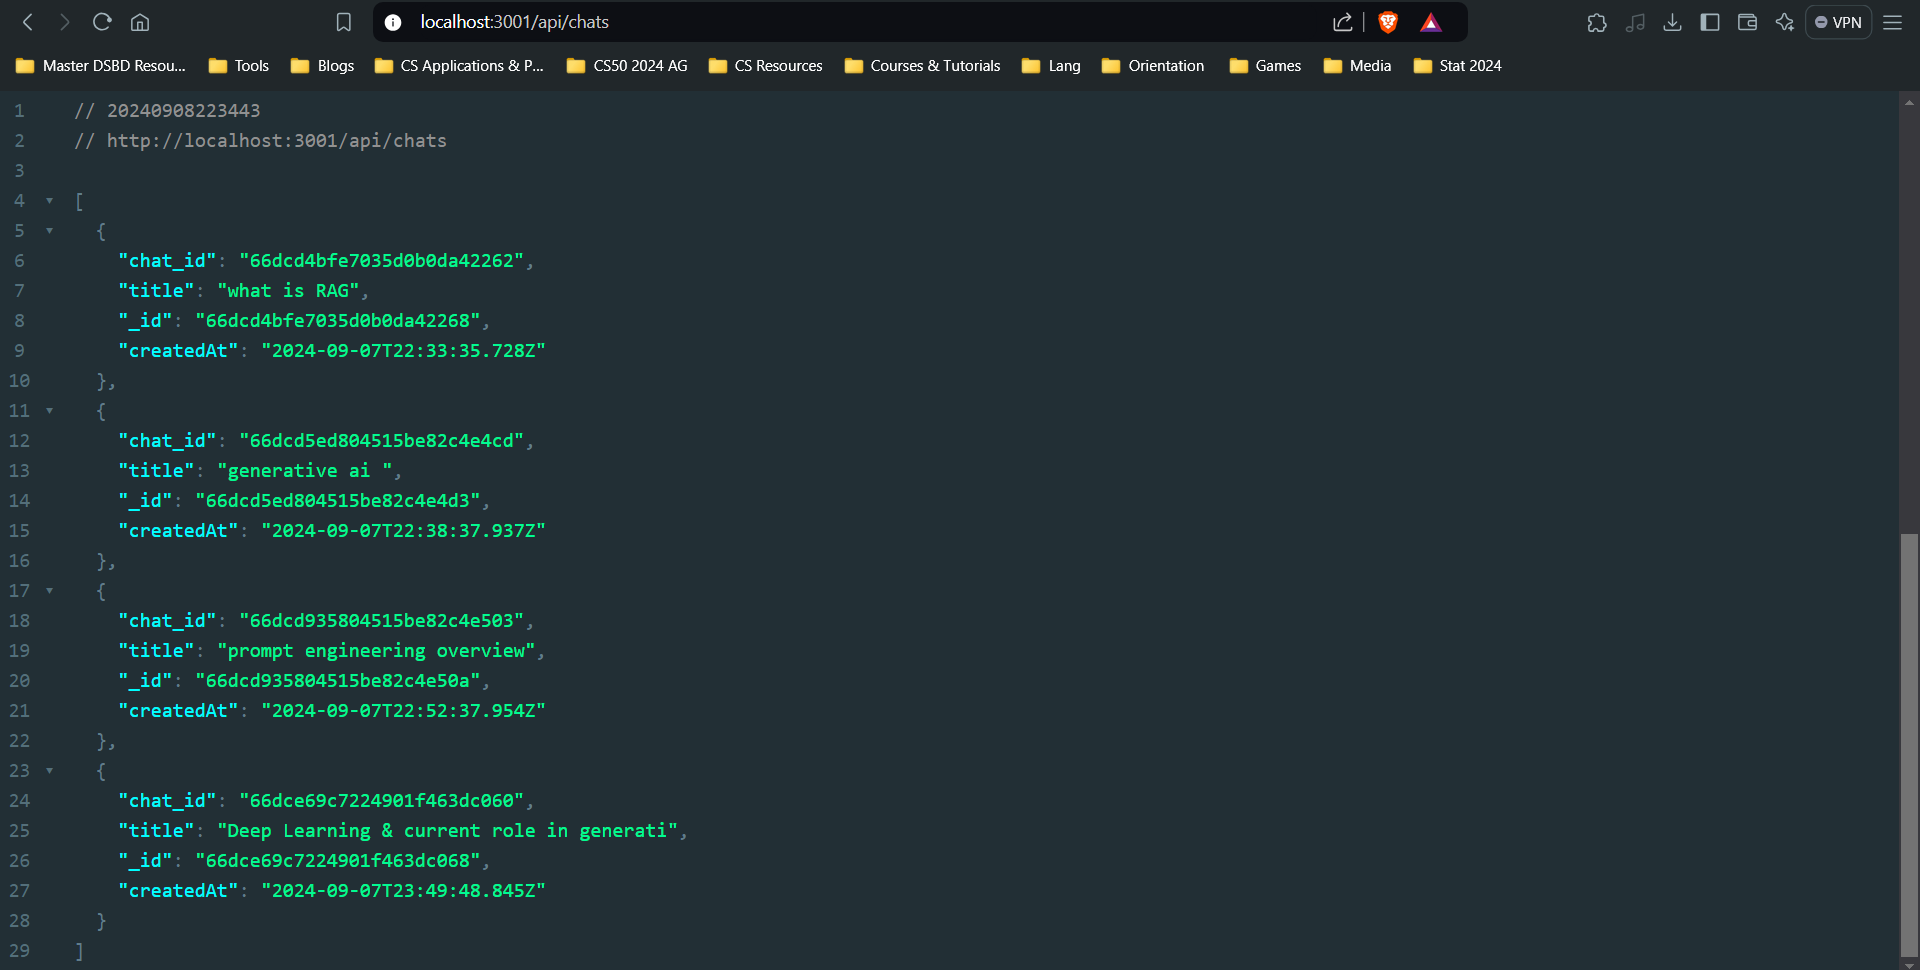 localhost:3001/api/chats
VPN
Master DSBD Resou... Tools Blogs CS Applications & P... CS50 2024 AG CS Resources Courses & Tutorials Lang Orientation Games Media Stat 2024
1 // 20240908223443
2 // http://localhost:3001/api/chats
3
4 [
5 {
6 "chat_id": "66dcd4bfe7035d0b0da42262",
7 "title": "what is RAG",
8 "_id": "66dcd4bfe7035d0b0da42268",
9 "createdAt": "2024-09-07T22:33:35.728Z"
10 },
11 {
12 "chat_id": "66dcd5ed804515be82c4e4cd",
13 "title": "generative ai ",
14 "_id": "66dcd5ed804515be82c4e4d3",
15 "createdAt": "2024-09-07T22:38:37.937Z"
16 },
17 {
18 "chat_id": "66dcd935804515be82c4e503",
19 "title": "prompt engineering overview",
20 "_id": "66dcd935804515be82c4e50a",
21 "createdAt": "2024-09-07T22:52:37.954Z"
22 },
23 {
24 "chat_id": "66dce69c7224901f463dc060",
25 "title": "Deep Learning & current role in generati",
26 "_id": "66dce69c7224901f463dc068",
27 "createdAt": "2024-09-07T23:49:48.845Z"
28 }
29 ]